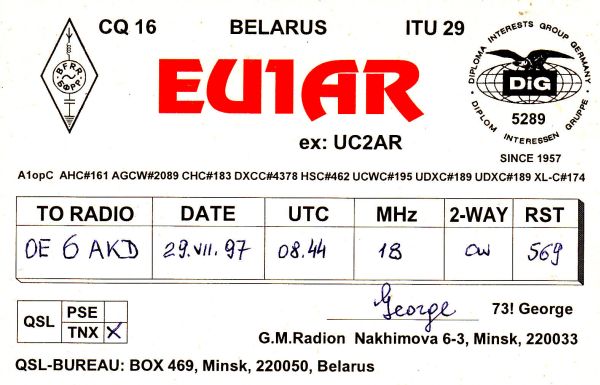 CQ 16 BELARUS ITU 29
B.F.R.R.
БФРР
EU1AR
ex: UC2AR
DIPLOMA INTERESTS GROUP GERMANY
DIG
5289
DIPLOM INTERESSEN GRUPPE
SINCE 1957
A1opC AHC#161 AGCW#2089 CHC#183 DXCC#4378 HSC#462 UCWC#195 UDXC#189 UDXC#189 XL-C#174
TO RADIO DATE UTC MHz 2-WAY RST
OE 6 AKD 29.VII.97 08.44 18 CW 569
QSL PSE
TNX X
George 73! George
G.M.Radion Nakhimova 6-3, Minsk, 220033
QSL-BUREAU: BOX 469, Minsk, 220050, Belarus